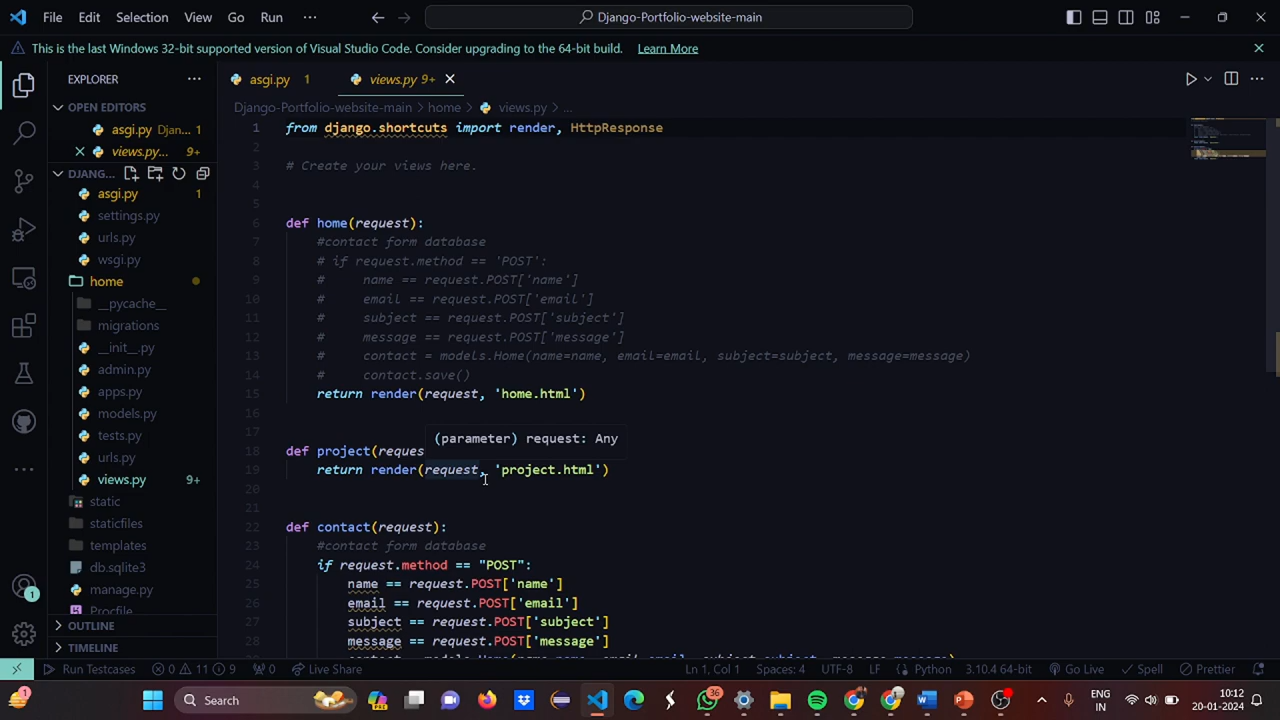 File Edit Selection View Go Run ··· Django-Portfolio-website-main
This is the last Windows 32-bit supported version of Visual Studio Code. Consider upgrading to the 64-bit build. Learn More
EXPLORER
OPEN EDITORS
asgi.py Djan... 1
views.py... 9+
DJANG...
asgi.py 1
settings.py
urls.py
wsgi.py
home
__pycache__
migrations
__init__.py
admin.py
apps.py
models.py
tests.py
urls.py
views.py 9+
static
staticfiles
templates
db.sqlite3
manage.py
Procfile
OUTLINE
TIMELINE
1
asgi.py 1 views.py 9+
Django-Portfolio-website-main > home > views.py > ...
1 from django.shortcuts import render, HttpResponse
2
3 # Create your views here.
4
5
6 def home(request):
7 #contact form database
8 # if request.method == 'POST':
9 # name == request.POST['name']
10 # email == request.POST['email']
11 # subject == request.POST['subject']
12 # message == request.POST['message']
13 # contact = models.Home(name=name, email=email, subject=subject, message=message)
14 # contact.save()
15 return render(request, 'home.html')
16
17
(parameter) request: Any
18 def project(reques
19 return render(request, 'project.html')
20
21
22 def contact(request):
23 #contact form database
24 if request.method == "POST":
25 name == request.POST['name']
26 email == request.POST['email']
27 subject == request.POST['subject']
28 message == request.POST['message']
Run Testcases 0 11 9 0 Live Share Ln 1, Col 1 Spaces: 4 UTF-8 LF Python 3.10.4 64-bit Go Live Spell Prettier
1 Search 36 ENG IN 10:12 20-01-2024